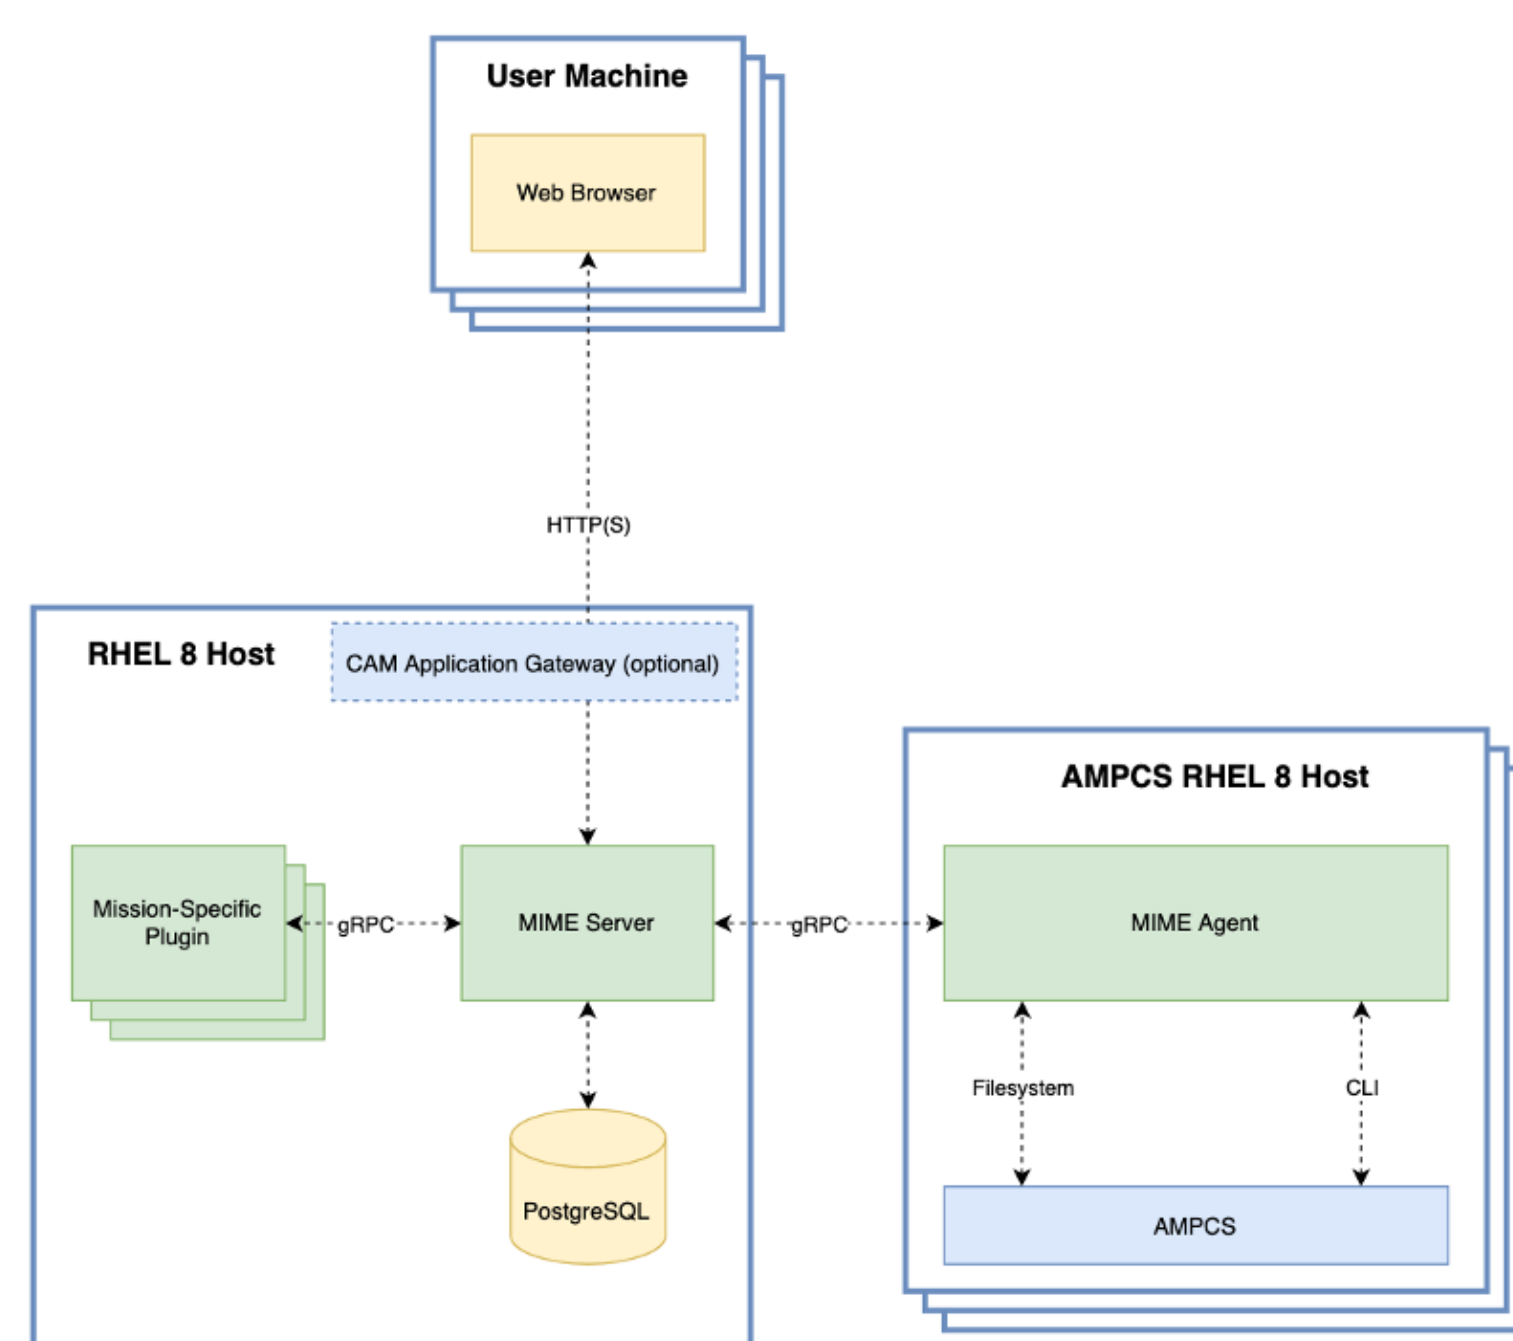 User Machine
Web Browser
HTTP(S)
RHEL 8 Host
CAM Application Gateway (optional)
AMPCS RHEL 8 Host
Mission-Specific
Plugin
gRPC
MIME Server
gRPC
MIME Agent
Filesystem
CLI
PostgreSQL
AMPCS